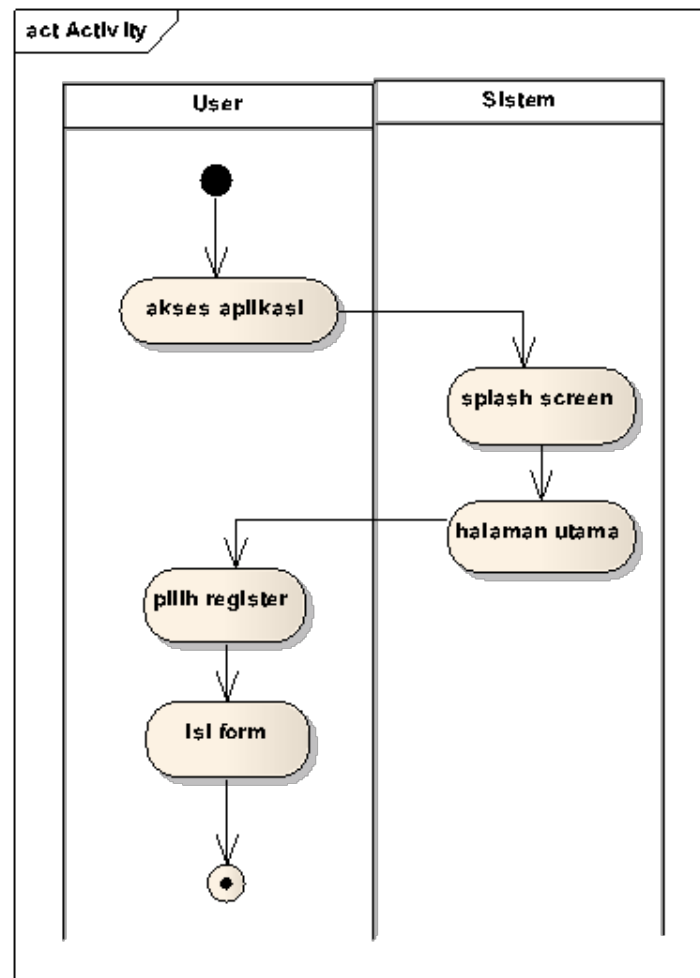 act Activity
User
Sistem
akses aplikasi
splash screen
halaman utama
pilih register
isi form